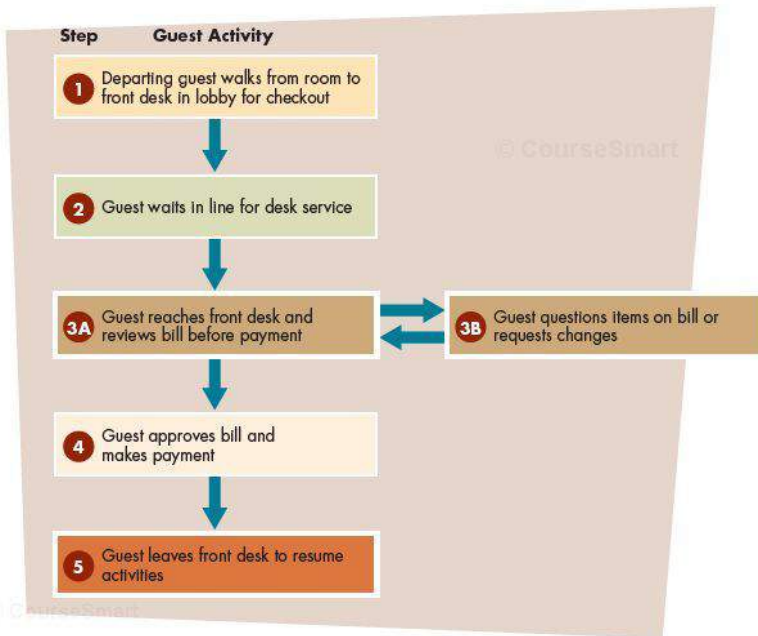 Step Guest Activity
1 Departing guest walks from room to
front desk in lobby for checkout
© CourseSmart
2 Guest waits in line for desk service
3A Guest reaches front desk and
reviews bill before payment
3B Guest questions items on bill or
requests changes
4 Guest approves bill and
makes payment
5 Guest leaves front desk to resume
activities
CourseSmart